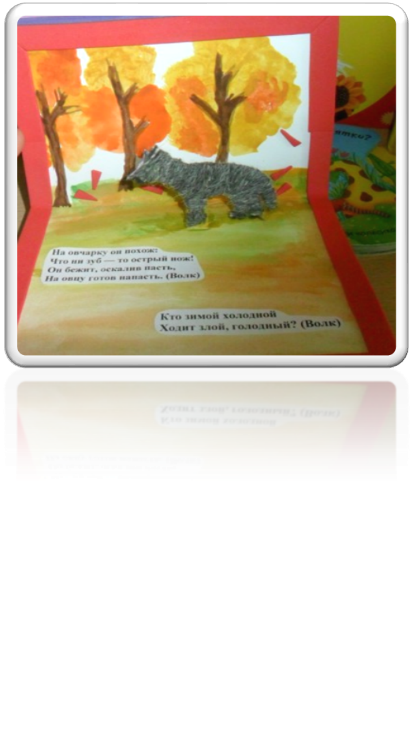 На овчарку он похож:
Что ни зуб — то острый нож!
Он бежит, оскалив пасть,
На овцу готов напасть. (Волк)
Кто зимой холодной
Ходит злой, голодный? (Волк)